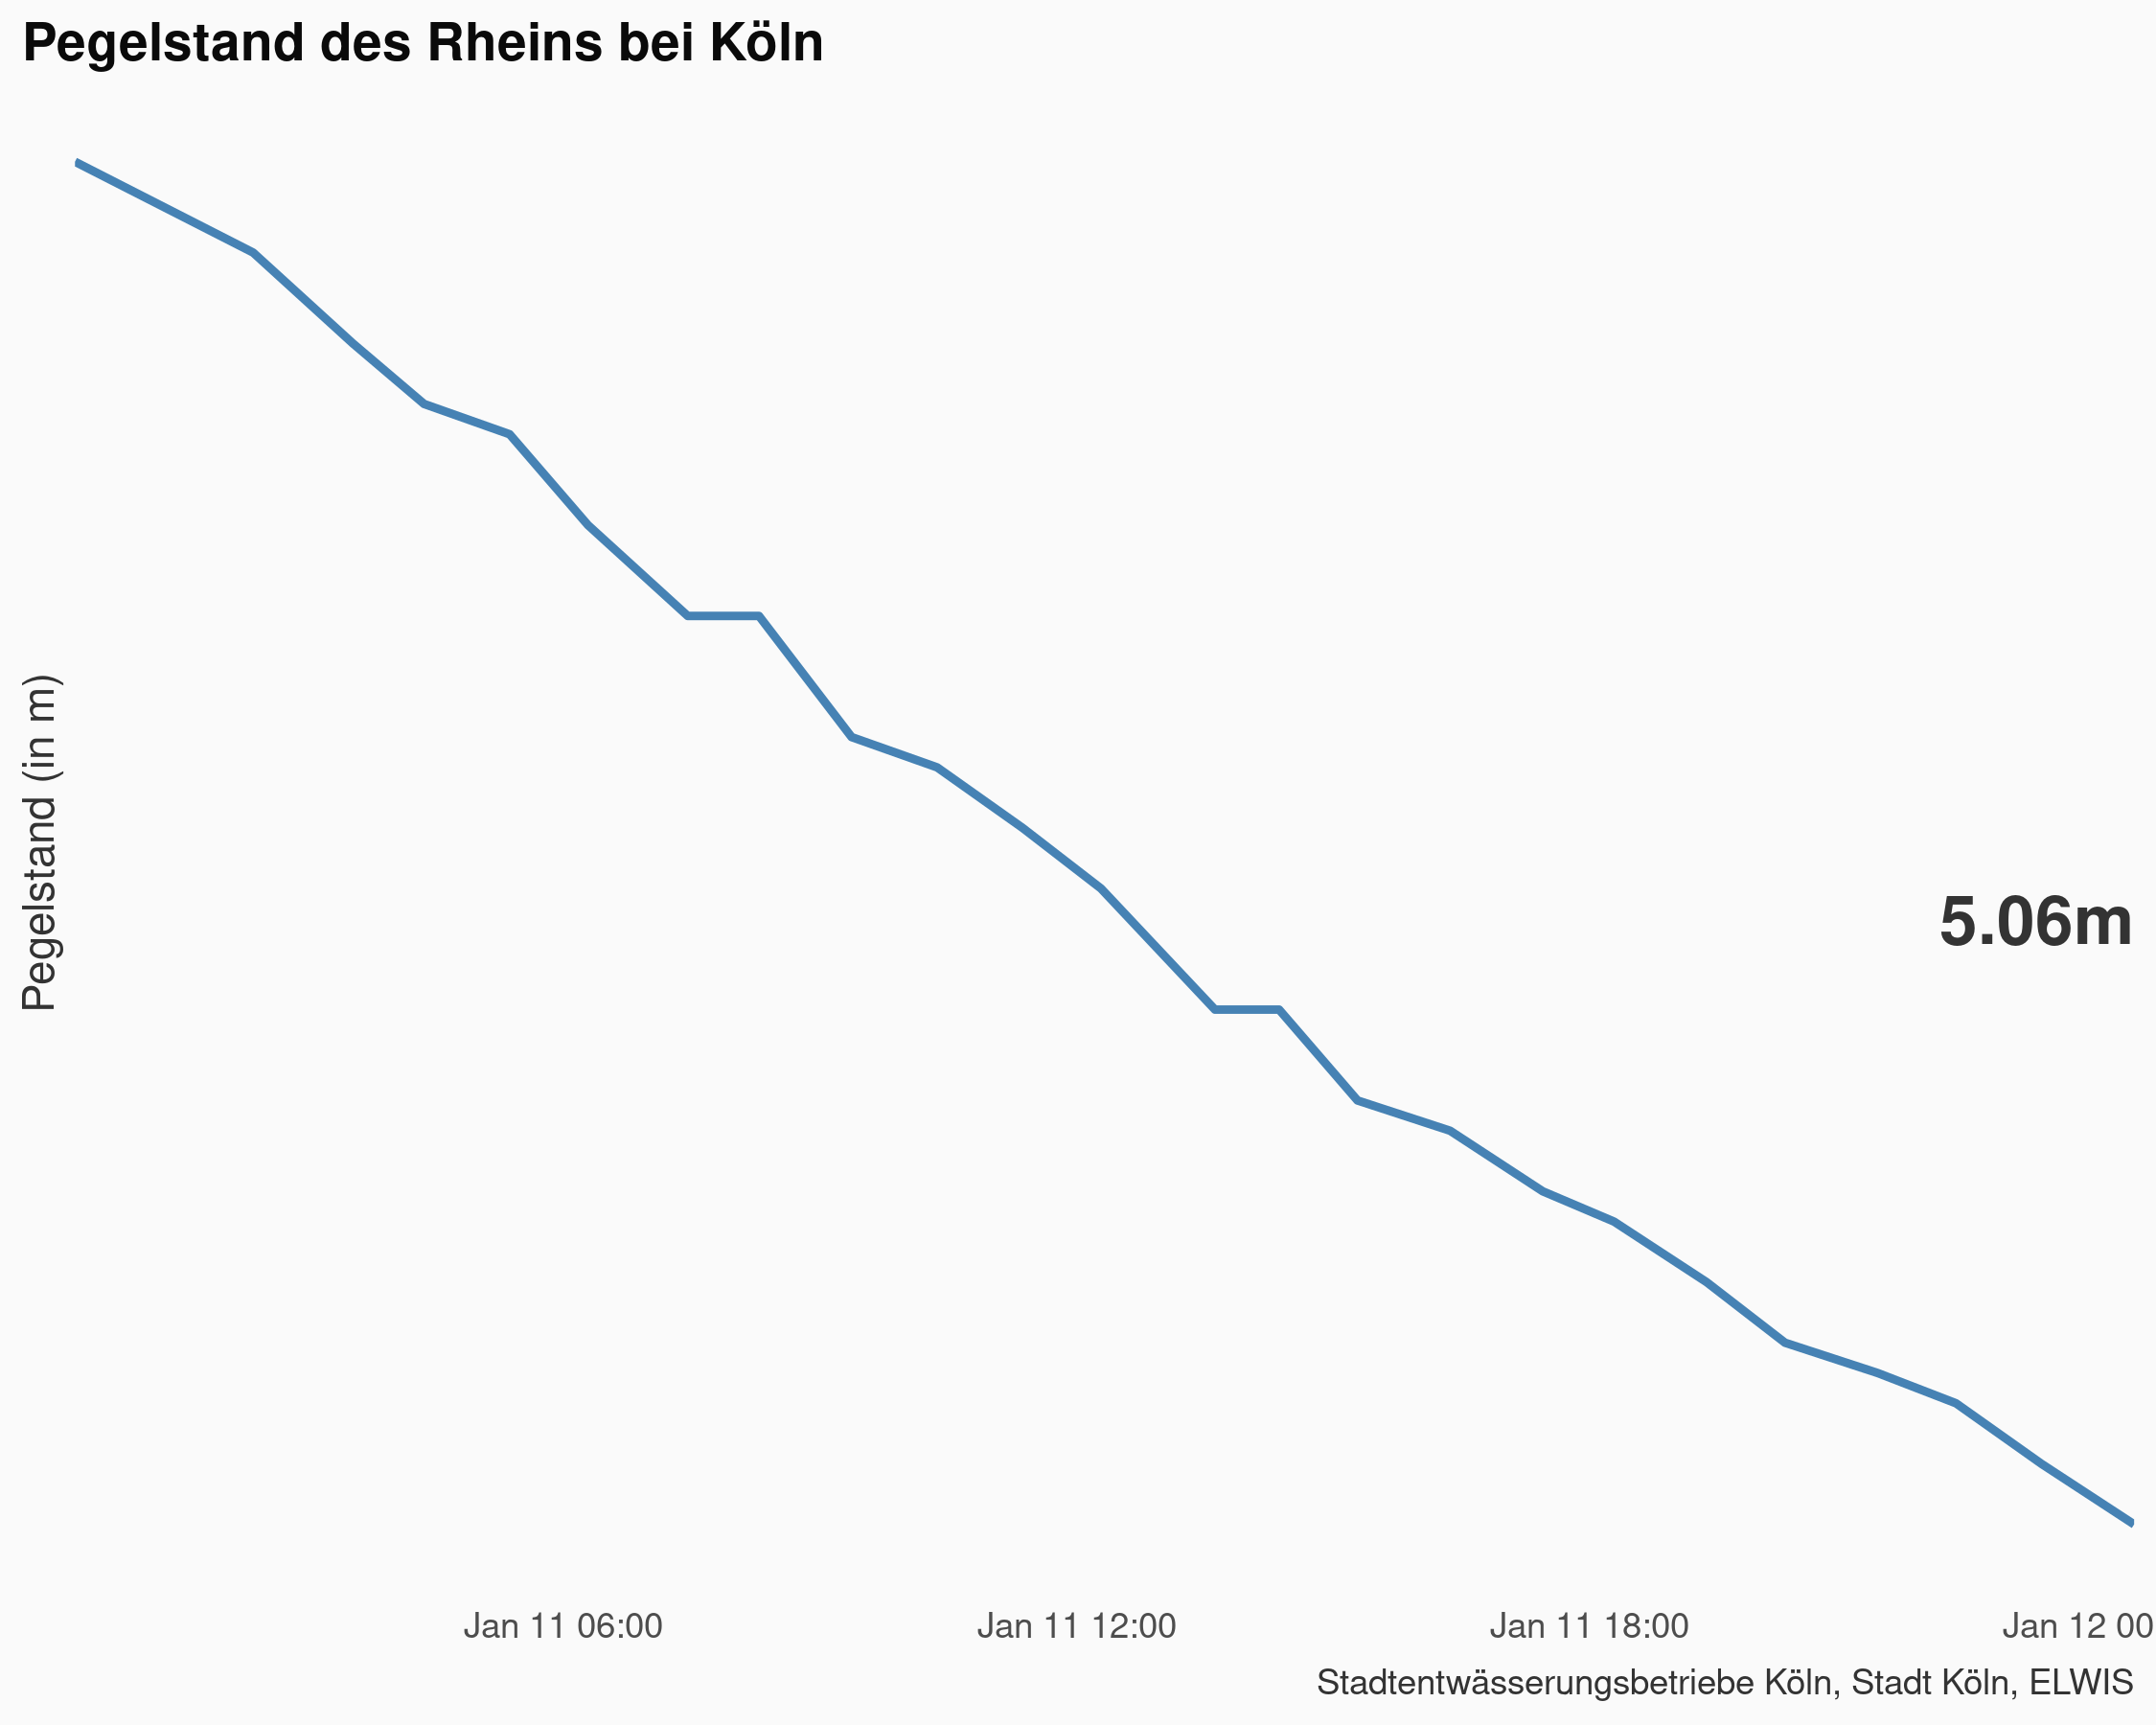 Pegelstand des Rheins bei Köln
Pegelstand (in m)
5.06m
Jan 11 06:00
Jan 11 12:00
Jan 11 18:00
Jan 12 00
Stadtentwässerungsbetriebe Köln, Stadt Köln, ELWIS